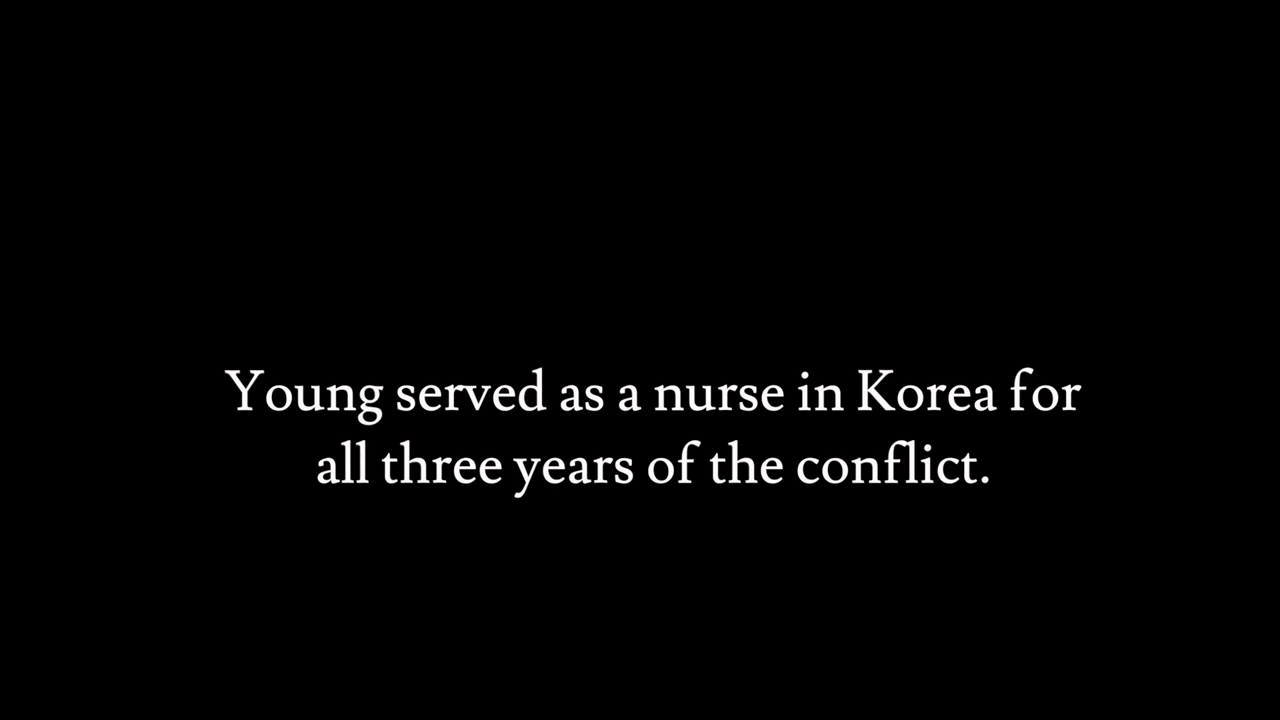 Young served as a nurse in Korea for
all three years of the conflict.